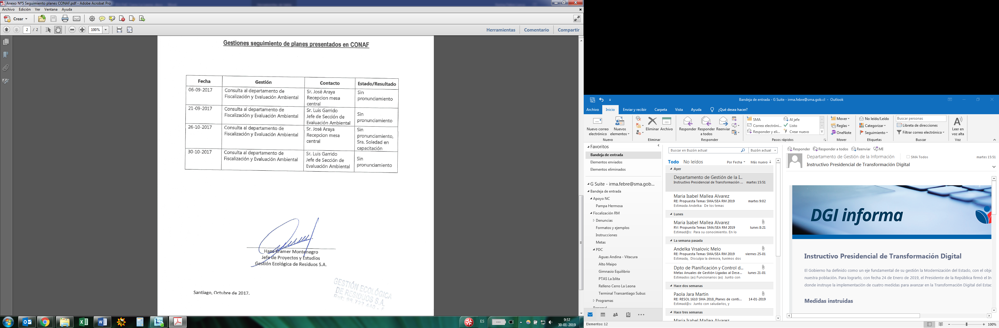 Anexo Nº5 Seguimiento planes CONAF.pdf - Adobe Acrobat Pro
Archivo Edición Ver Ventana Ayuda
Crear
2 / 2 100%
Herramientas Comentario Compartir
Gestiones seguimiento de planes presentados en CONAF
Fecha Gestión Contacto Estado/Resultado
06-09-2017 Consulta al departamento de Fiscalización y Evaluación Ambiental Sr. José Araya Recepcion mesa central Sin pronunciamiento
21-09-2017 Consulta al departamento de Fiscalización y Evaluación Ambiental Sr. Luis Garrido Jefe de Sección de Evaluación Ambiental Sin pronunciamiento
26-10-2017 Consulta al departamento de Fiscalización y Evaluación Ambiental Sr. José Araya Recepcion mesa central Sin pronunciamiento, Sra. Soledad en capacitación
30-10-2017 Consulta al departamento de Fiscalización y Evaluación Ambiental Sr. Luis Garrido Jefe de Sección de Evaluación Ambiental Sin pronunciamiento
Hans Kramer Montenegro
Jefe de Proyectos y Estudios
Gestión Ecológica de Residuos S.A.
GESTIÓN ECOLÓGICA
DE RESIDUOS S.A.
Santiago, Octubre de 2017.
ES
9:57
30-01-2019
Bandeja de entrada - G Suite - irma.febre@sma.gob.cl - Outlook
Archivo Inicio Enviar y recibir Carpeta Vista Ayuda ¿Qué desea hacer?
Nuevo correo electrónico
Nuevos elementos
Nuevo
Eliminar Archivo
Eliminar
Responder Responder a todos Reenviar
Responder
SMA Al jefe
Correo electróni... Listo
Responder y eli... Crear nuevo
Pasos rápidos
Mover
Reglas
OneNote
Mover
No leído/Leído
Categorizar
Seguimiento
Etiquetas
Buscar personas
Libreta de direcciones
Filtrar correo electrónico
Buscar
Leer en voz alta
Voz
Favoritos
Bandeja de entrada
Elementos enviados
Elementos eliminados
G Suite - irma.febre@sma.gob...
Bandeja de entrada
Apoyo NC
Pampa Hermosa
Fiscalización RM
Denuncias
Formatos y ejemplos
Instrucciones
Metas
PDC
Aguas Andina - Vitacura
Alto Maipo
Gimnasio Equilibrio
PTAS La Islita
Relleno Cerro La Leona
Terminal Transantiago Subus
Programas
Personal
Elementos: 12
Buscar en Buzón actual Buzón actual
Todo No leídos Por Fecha Más nuevo
Ayer
Departamento de Gestión de la I...
Instructivo Presidencial de Transformación ... martes 15:51
Maria Isabel Mallea Alvarez
RE: Propuesta Temas SMA/SEA RM 2019 martes 9:02
Estimada Andelka: De los temas
Lunes
Maria Isabel Mallea Alvarez
RV: Propuesta Temas SMA/SEA RM 2019 lunes 8:21
Estimad@s: Para su conocimiento. En lo
La semana pasada
Andelka Vrsalovic Melo
RE: Propuesta Temas SMA/SEA RM 2019 viernes 25-01
Estimada, Disculpa la demora, tuvimos dos
Dpto de Planificación y Control d...
Metas Anuales de Gestión Ligadas al Dese... lunes 21-01
Estimados (as) Funcionarios (as) Junto con
Hace dos semanas
Paola Jara Martin
RE: RESOL 1610 SMA 2018_Planes de conti... 14-01-2019
Estimad@s: Junto con saludarlos, y
Hace tres semanas
Maria Isabel Mallea Alvarez
Responder Responder a todos Reenviar MI
Departamento de Gestión de la Información SMA Todos martes 15:51
Instructivo Presidencial de Transformación Digital
DGI informa
Instructivo Presidencial de Transformación Digital
El Gobierno ha definido como un eje fundamental de su gestión la Modernización del Estado, con el obje
nuestra población. Para lograrlo, con fecha 24 de Enero de 2019, el Presidente de la República firmó el In
donde instruye la implementación de cuatro medidas para avanzar en la Transformación Digital del Estad
Medidas instruidas
100%